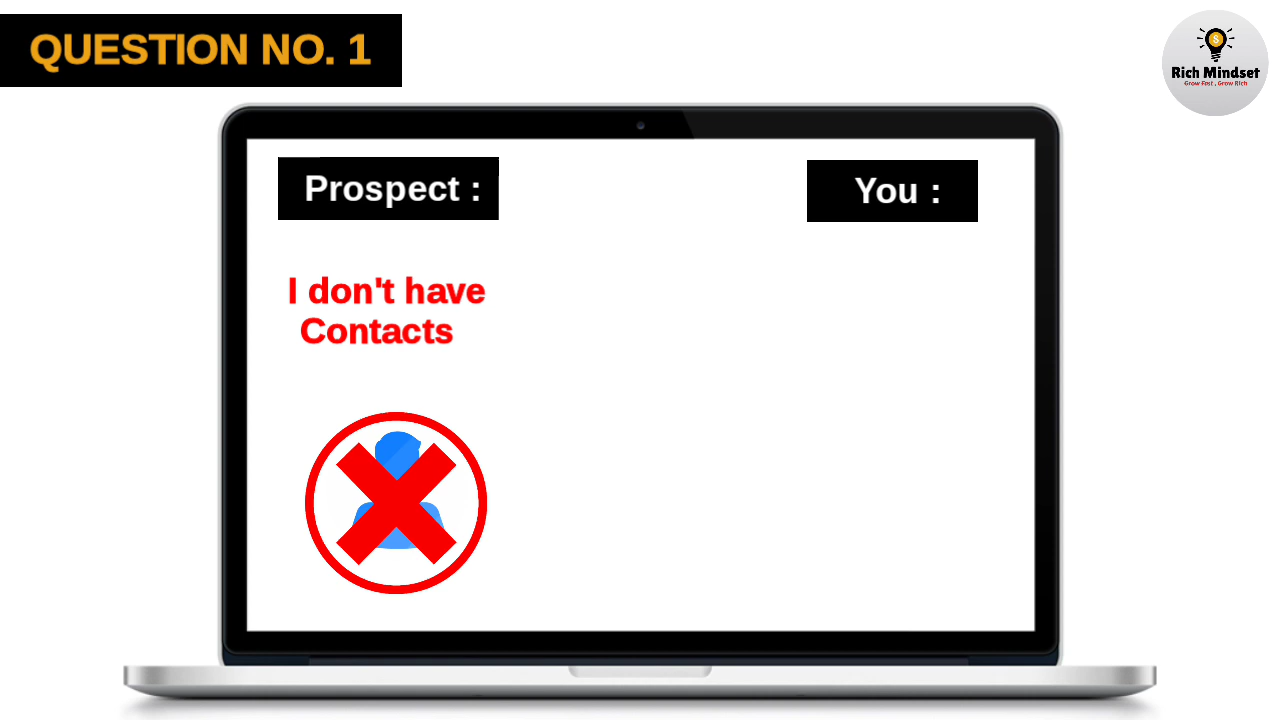 QUESTION NO. 1
$
Rich Mindset
Grow Fast , Grow Rich
Prospect :
You :
I don't have
Contacts